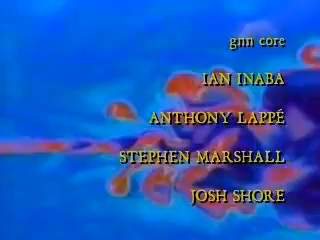 gnn core
IAN INABA
ANTHONY LAPPÉ
STEPHEN MARSHALL
JOSH SHORE